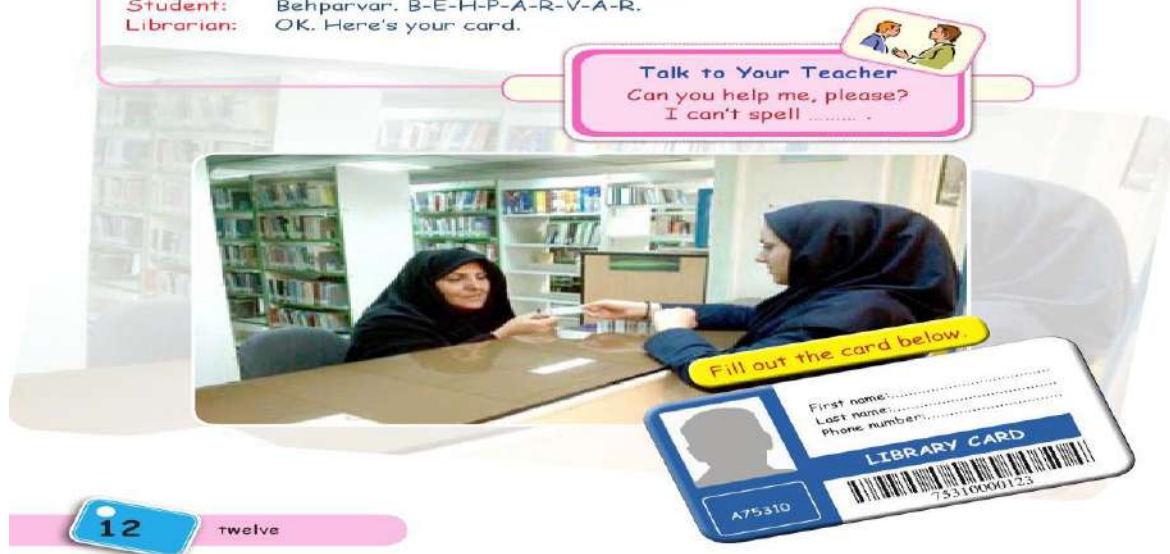 Student: Behparvar. B-E-H-P-A-R-V-A-R.
Librarian: OK. Here's your card.
Talk to Your Teacher
Can you help me, please?
I can't spell ......... .
Fill out the card below.
First name:..............................
Last name:..............................
Phone number:..............................
LIBRARY CARD
75310000123
A75310
12 twelve